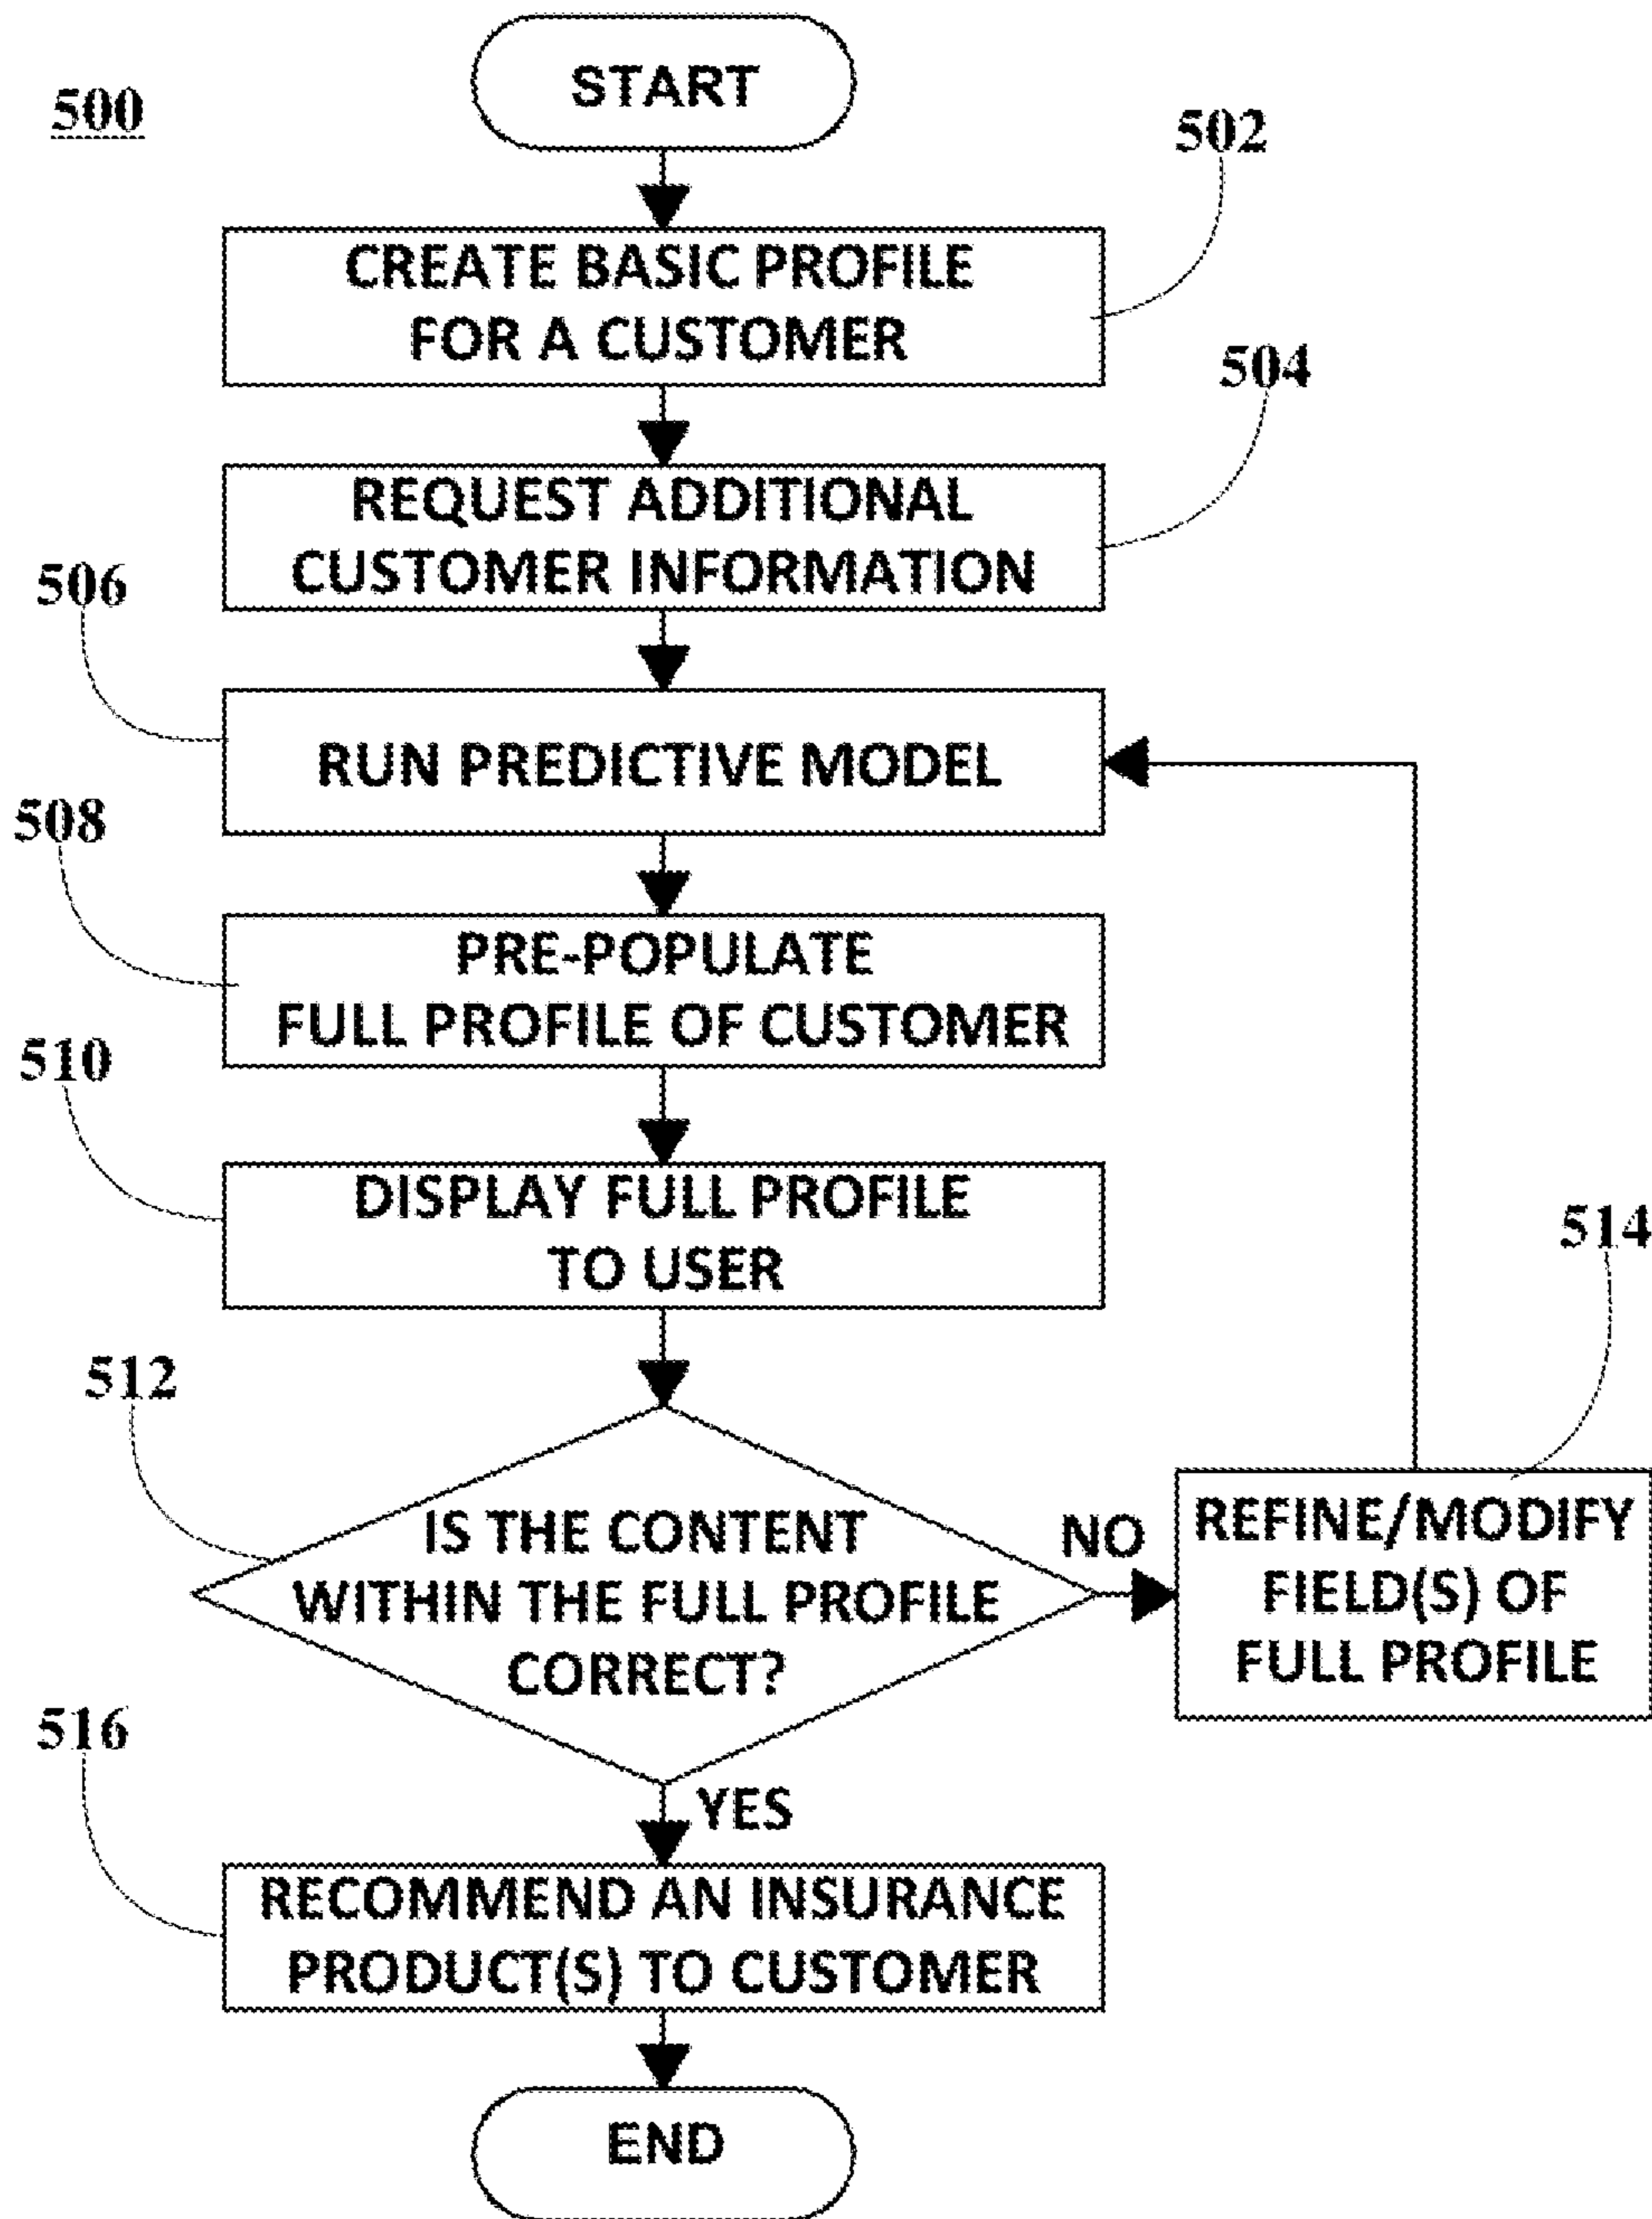 START
500
502
CREATE BASIC PROFILE
FOR A CUSTOMER
504
REQUEST ADDITIONAL
CUSTOMER INFORMATION
506
RUN PREDICTIVE MODEL
508
PRE-POPULATE
FULL PROFILE OF CUSTOMER
510
DISPLAY FULL PROFILE
TO USER
512
IS THE CONTENT
WITHIN THE FULL PROFILE
CORRECT?
NO
514
REFINE/MODIFY
FIELD(S) OF
FULL PROFILE
YES
516
RECOMMEND AN INSURANCE
PRODUCT(S) TO CUSTOMER
END